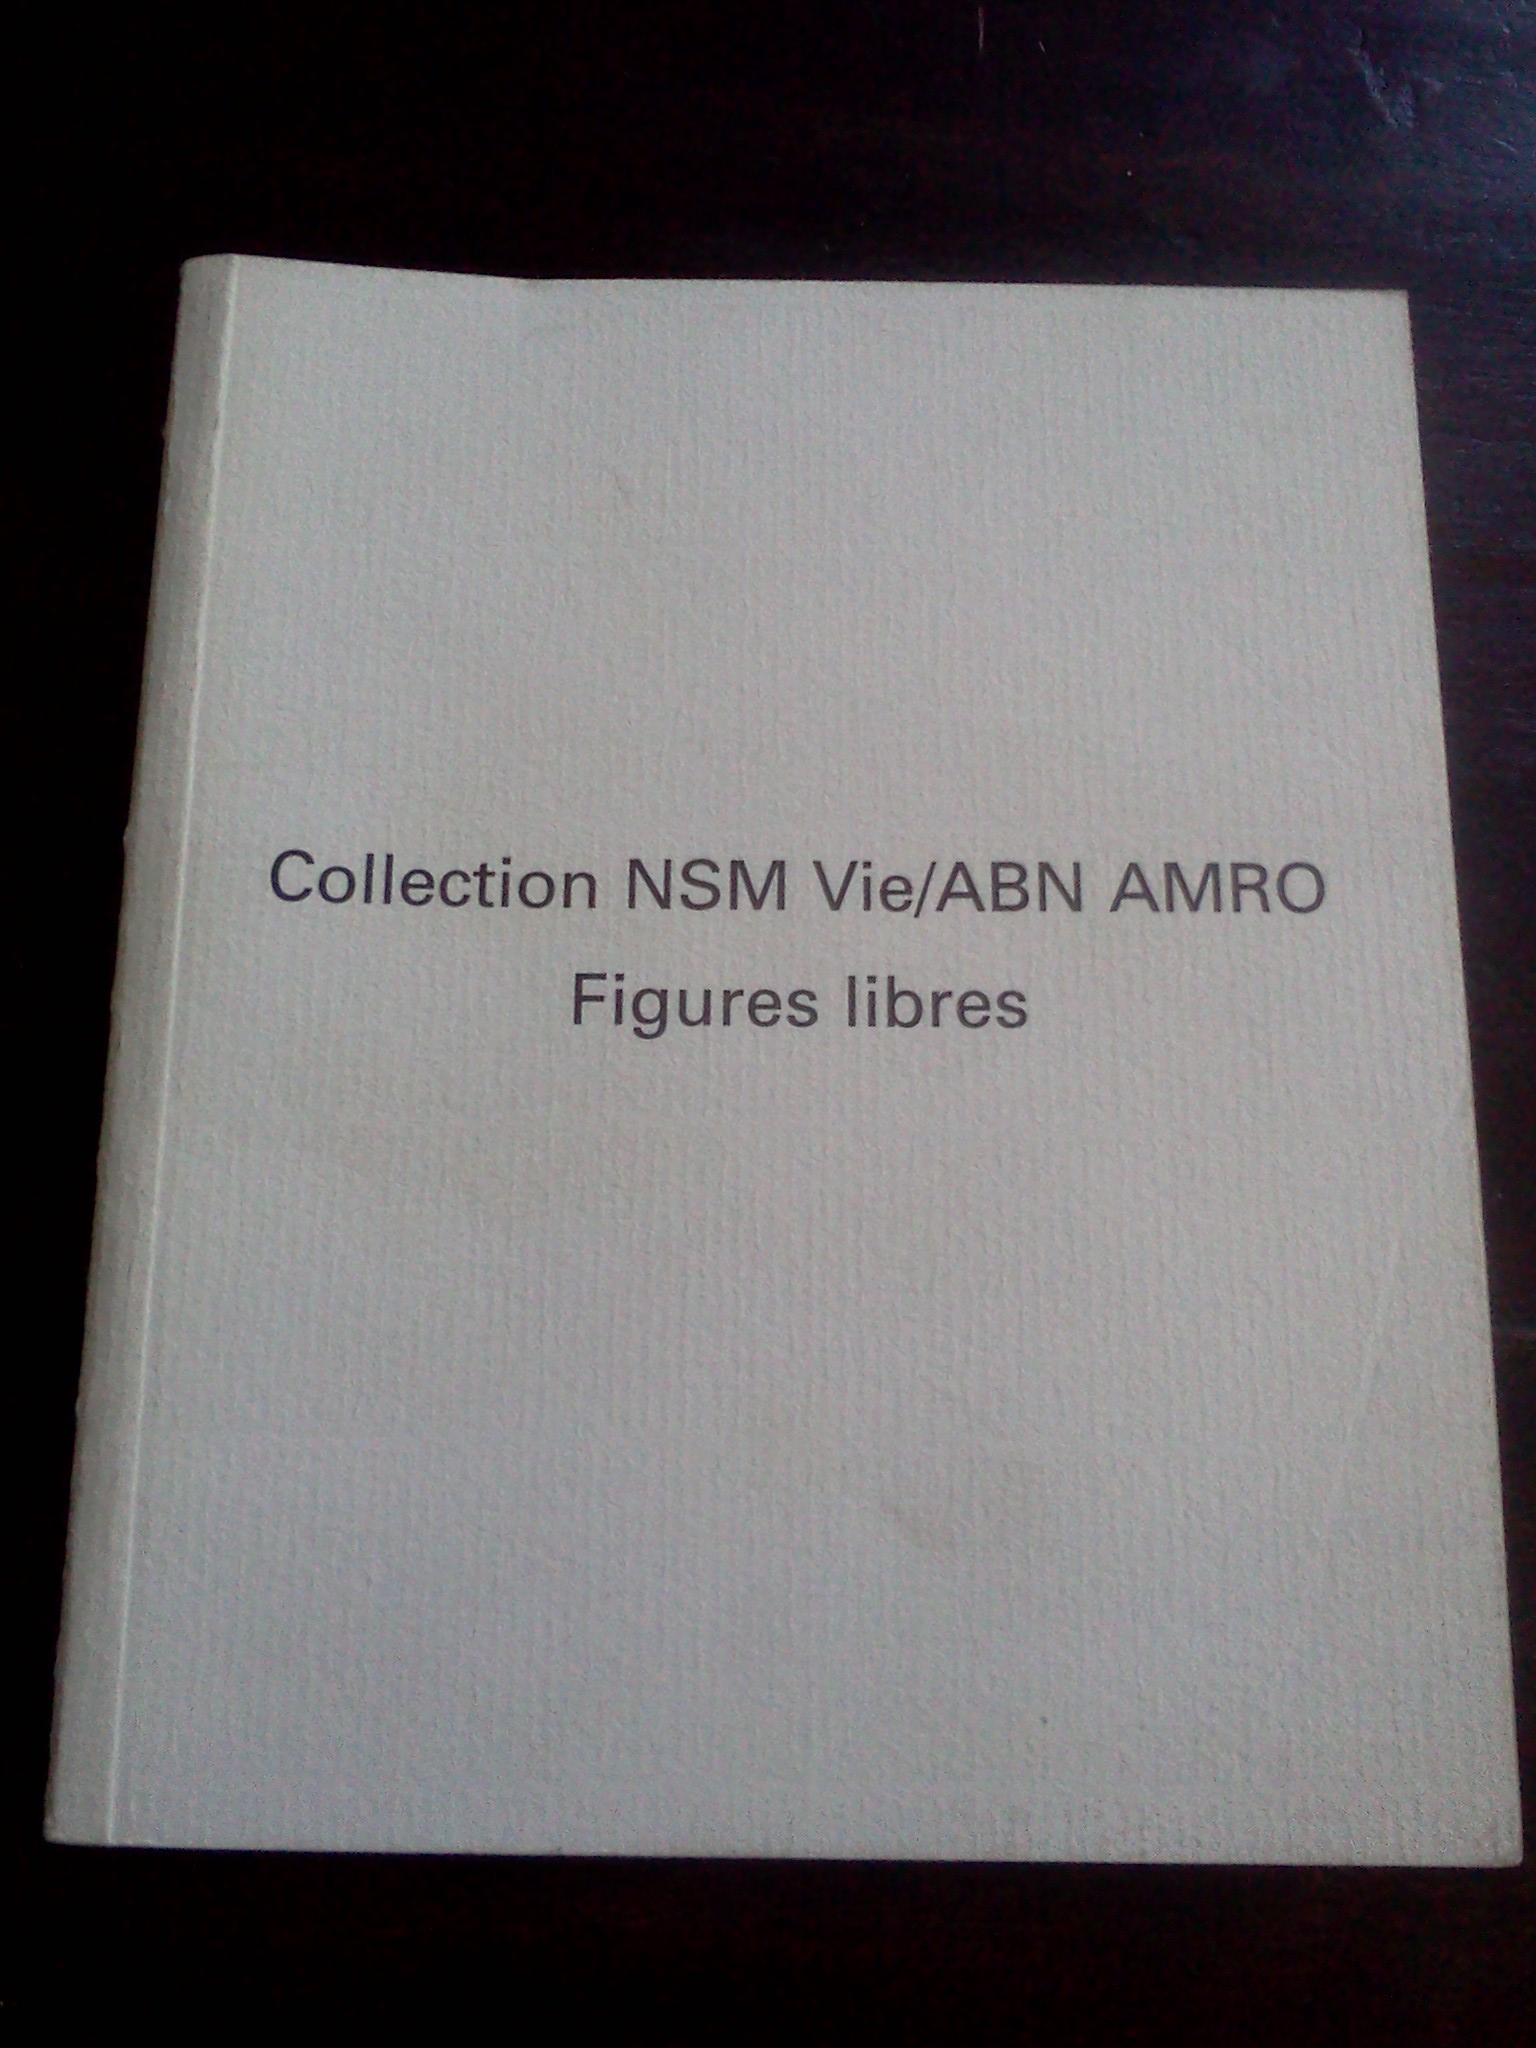 Collection NSM Vie/ABN AMRO
Figures libres